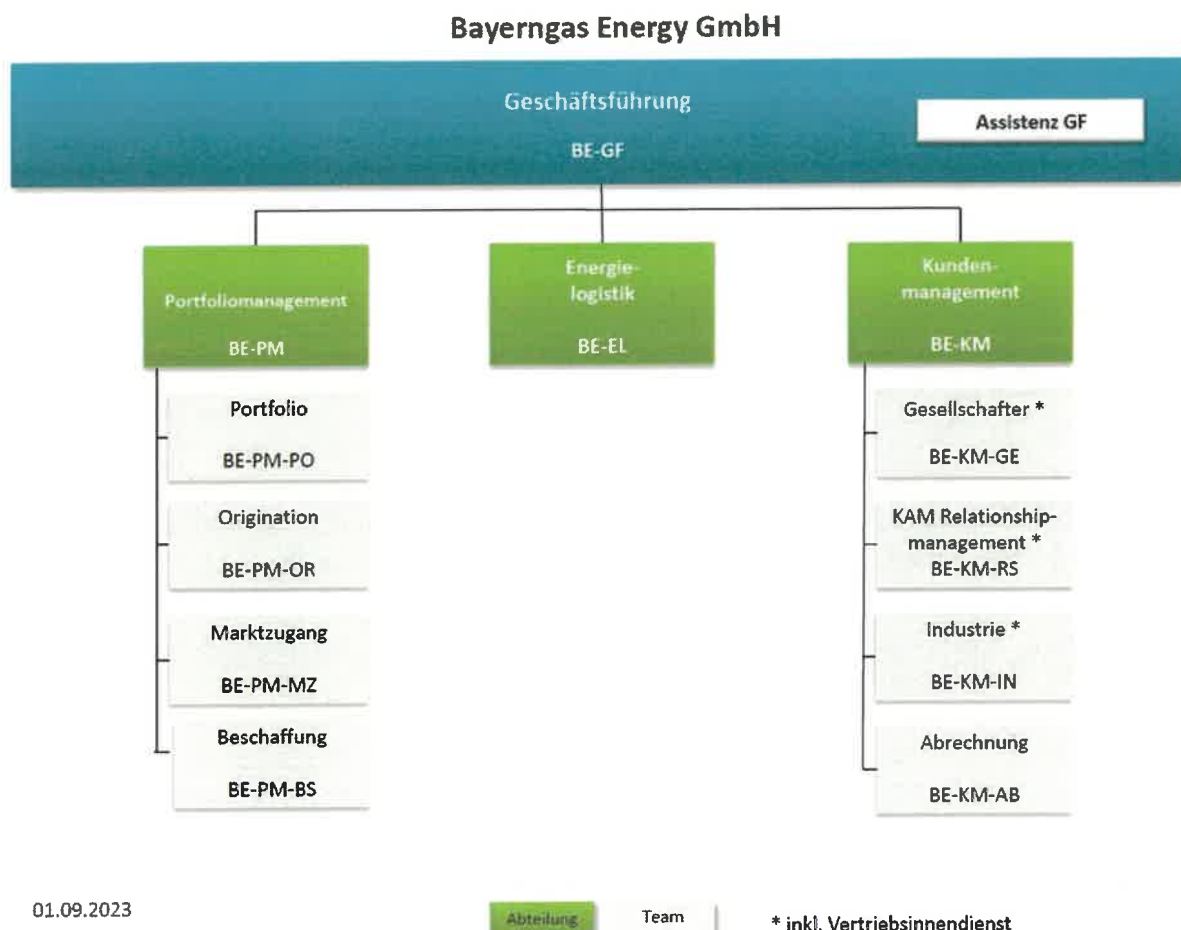 Bayerngas Energy GmbH
Geschäftsführung
BE-GF
Assistenz GF
Portfoliomanagement
BE-PM
Energie-
logistik
BE-EL
Kunden-
management
BE-KM
Portfolio
BE-PM-PO
Origination
BE-PM-OR
Marktzugang
BE-PM-MZ
Beschaffung
BE-PM-BS
Gesellschafter *
BE-KM-GE
KAM Relationship-
management *
BE-KM-RS
Industrie *
BE-KM-IN
Abrechnung
BE-KM-AB
01.09.2023
Abteilung
Team
* inkl. Vertriebsinnendienst